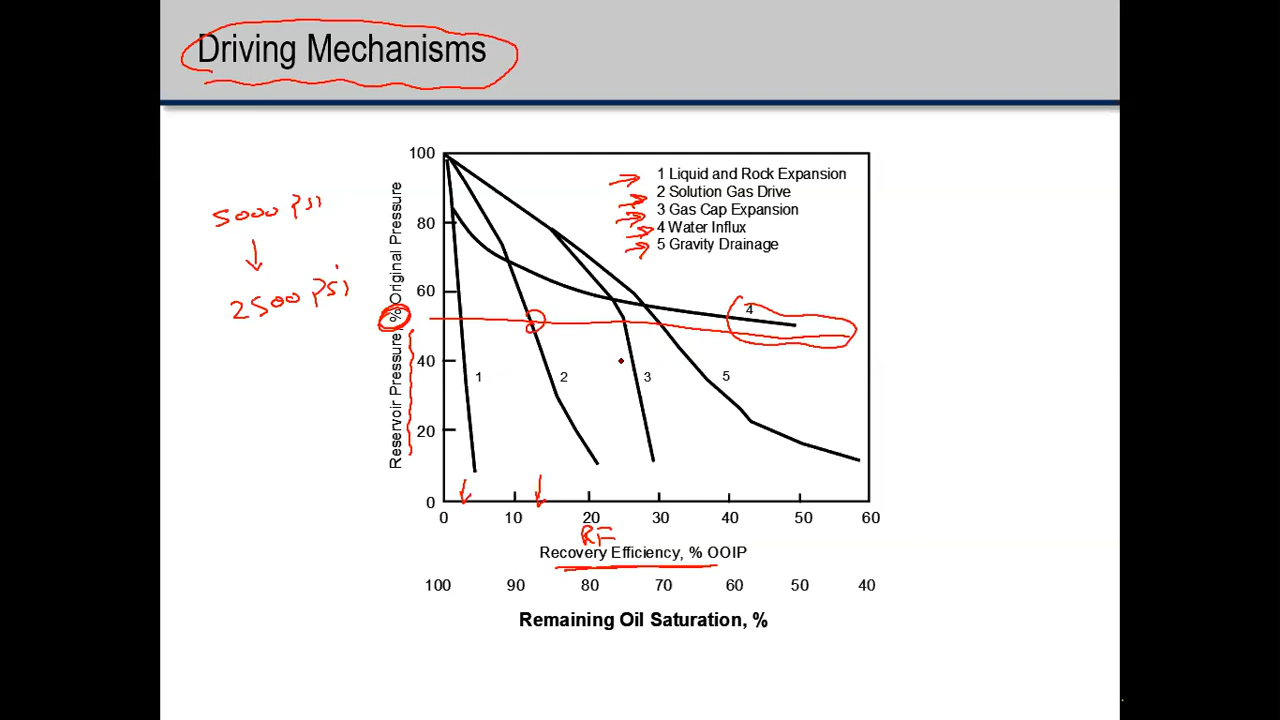 Driving Mechanisms
5000 psi
2500 psi
Reservoir Pressure, % Original Pressure
100
80
60
40
20
0
1 Liquid and Rock Expansion
2 Solution Gas Drive
3 Gas Cap Expansion
4 Water Influx
5 Gravity Drainage
4
1
2
3
5
0 10 20 30 40 50 60
RF
Recovery Efficiency, % OOIP
100 90 80 70 60 50 40
Remaining Oil Saturation, %